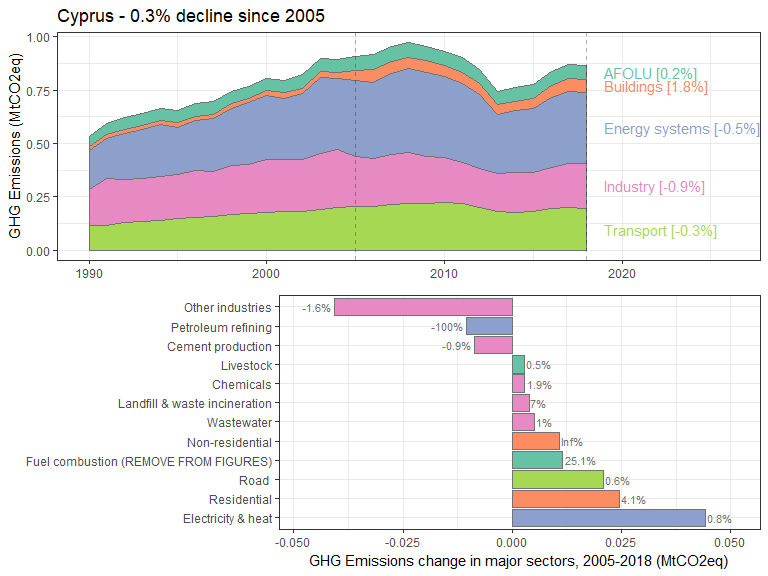 Cyprus - 0.3% decline since 2005
GHG Emissions (MtCO2eq)
1.00
0.75
0.50
0.25
0.00
AFOLU [0.2%]
Buildings [1.8%]
Energy systems [-0.5%]
Industry [-0.9%]
Transport [-0.3%]
1990
2000
2010
2020
Other industries -1.6%
Petroleum refining -100%
Cement production -0.9%
Livestock 0.5%
Chemicals 1.9%
Landfill & waste incineration 7%
Wastewater 1%
Non-residential Inf%
Fuel combustion (REMOVE FROM FIGURES) 25.1%
Road 0.6%
Residential 4.1%
Electricity & heat 0.8%
-0.050
-0.025
0.000
0.025
0.050
GHG Emissions change in major sectors, 2005-2018 (MtCO2eq)